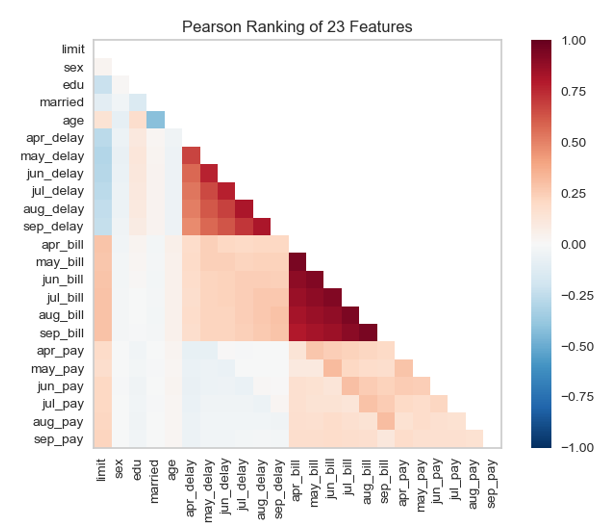 Pearson Ranking of 23 Features
limit
sex
edu
married
age
apr_delay
may_delay
jun_delay
jul_delay
aug_delay
sep_delay
apr_bill
may_bill
jun_bill
jul_bill
aug_bill
sep_bill
apr_pay
may_pay
jun_pay
jul_pay
aug_pay
sep_pay
limit
sex
edu
married
age
apr_delay
may_delay
jun_delay
jul_delay
aug_delay
sep_delay
apr_bill
may_bill
jun_bill
jul_bill
aug_bill
sep_bill
apr_pay
may_pay
jun_pay
jul_pay
aug_pay
sep_pay
1.00
0.75
0.50
0.25
0.00
−0.25
−0.50
−0.75
−1.00